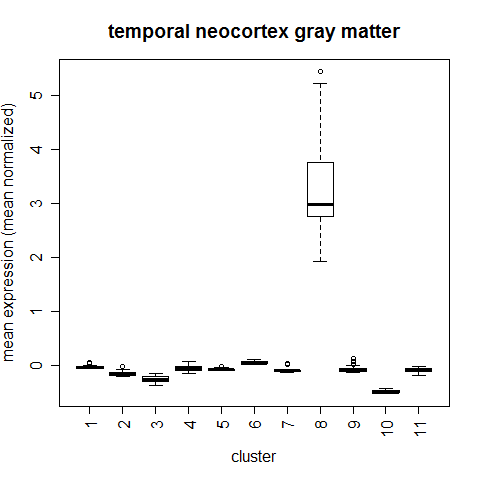 temporal neocortex gray matter
mean expression (mean normalized)
5
4
3
2
1
0
1 2 3 4 5 6 7 8 9 10 11
cluster